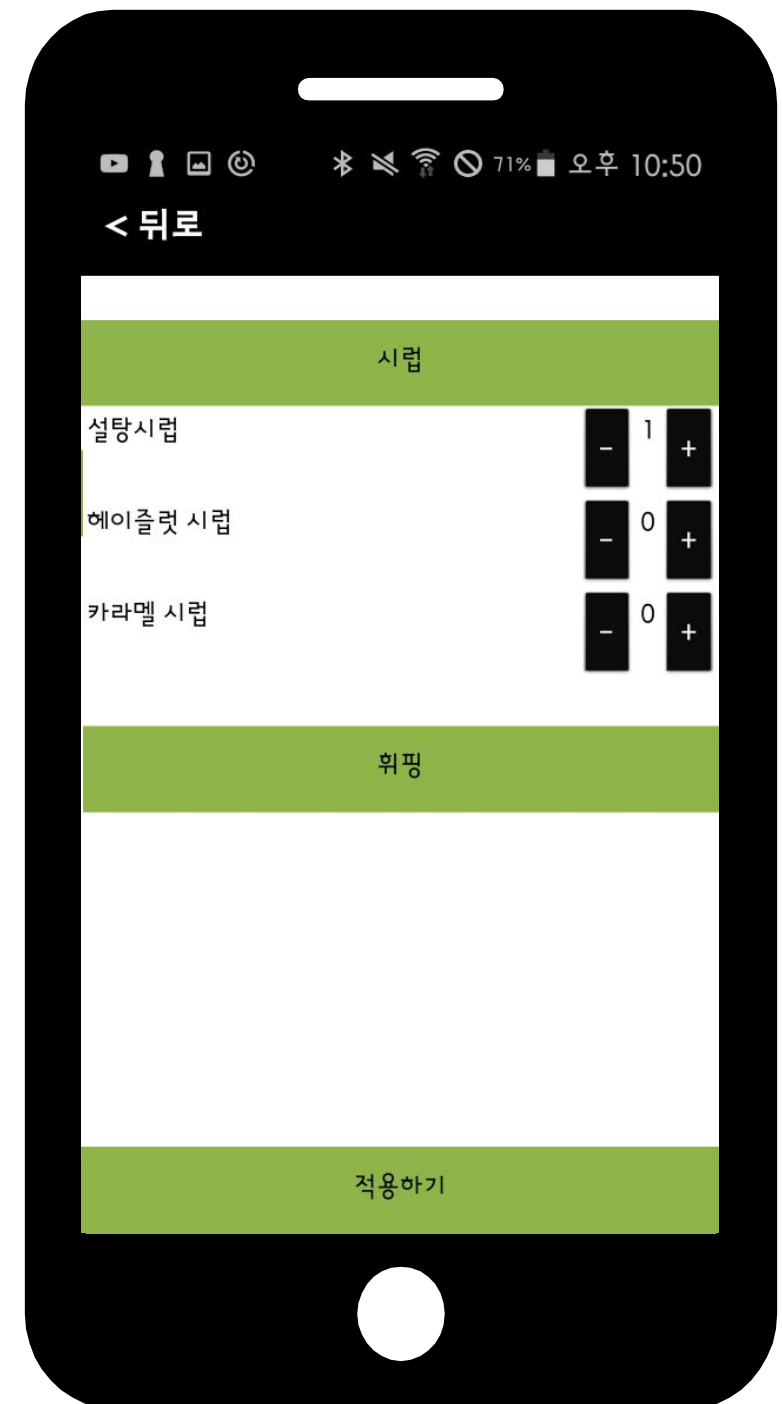 71% 오후 10:50
< 뒤로
시럽
설탕시럽 - 1 +
헤이즐럿 시럽 - 0 +
카라멜 시럽 - 0 +
휘핑
적용하기